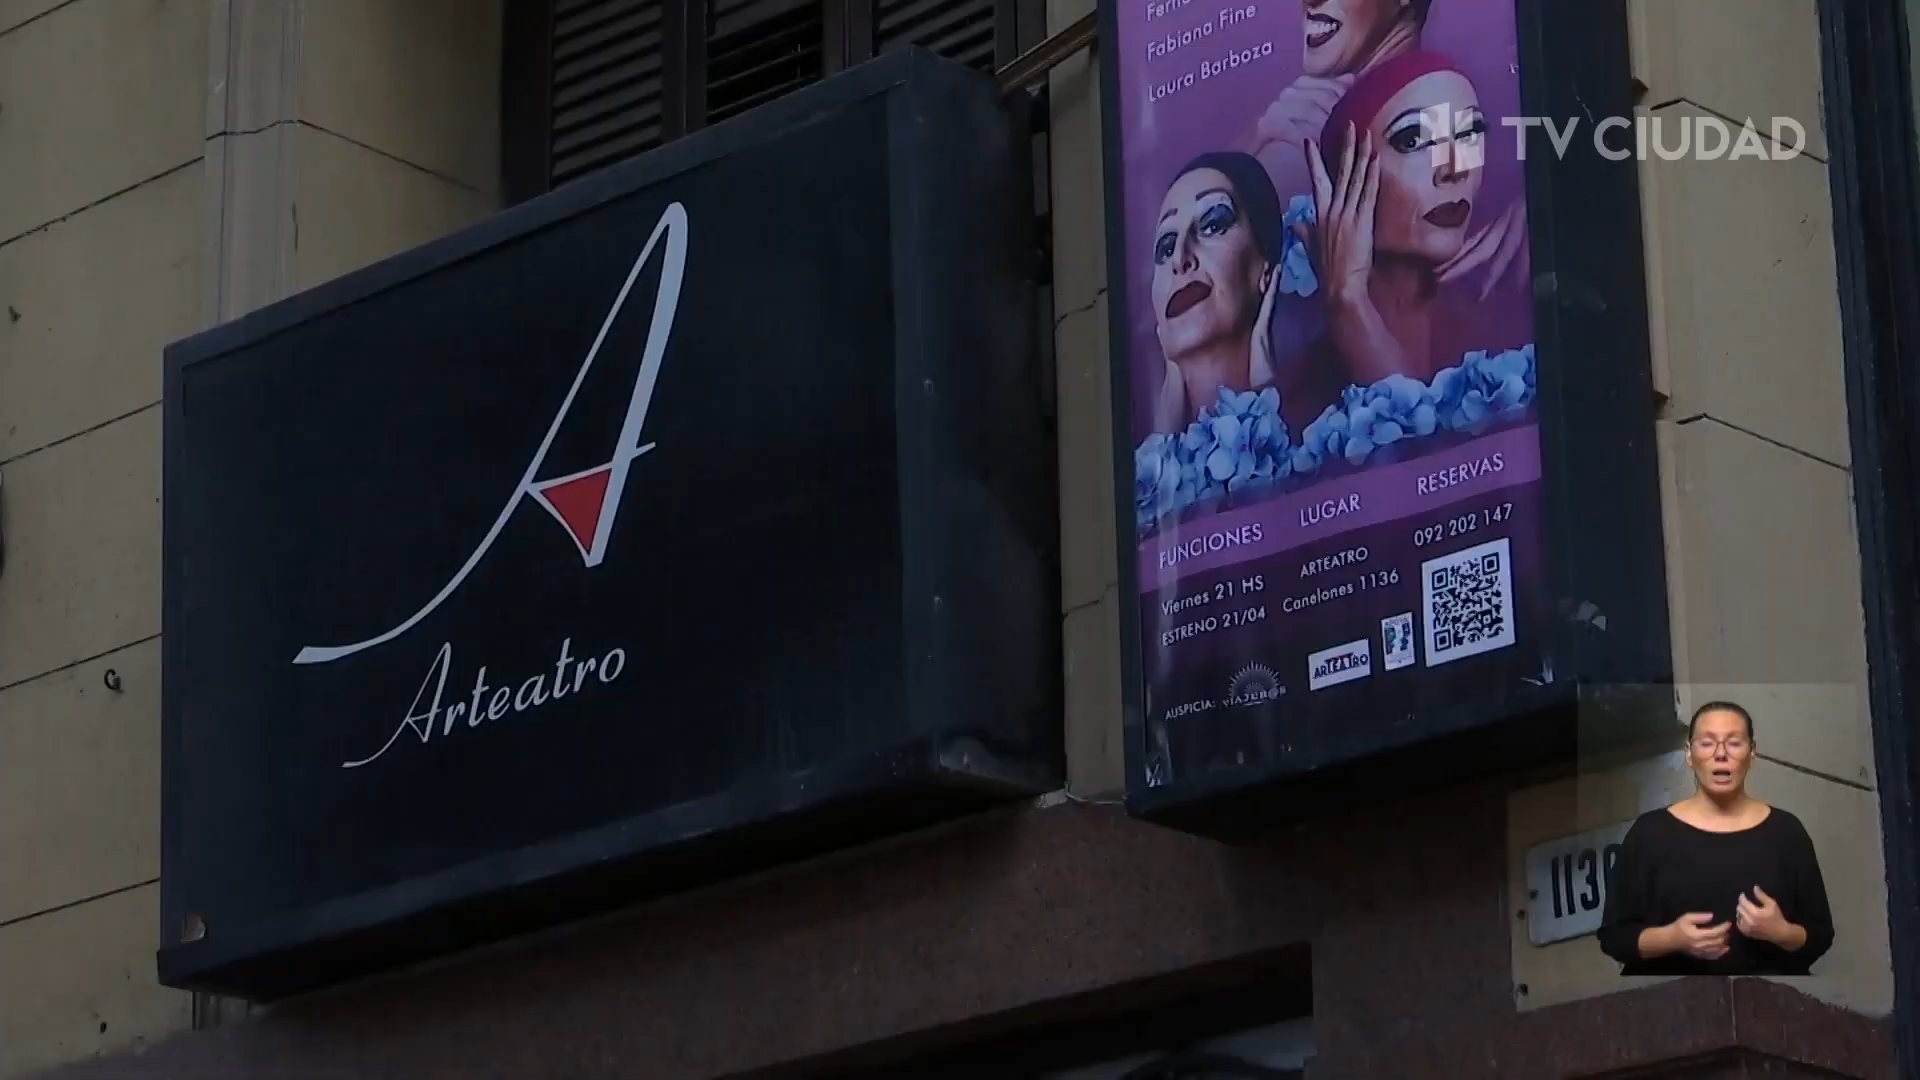 Fabiana Fine
Laura Barboza
TV CIUDAD
Arteatro
FUNCIONES
Viernes 21 HS
ESTRENO 21/04
LUGAR
ARTEATRO
Canelones 1136
RESERVAS
092 202 147
AUSPICIA:
VIAJEROS
ARTEATRO